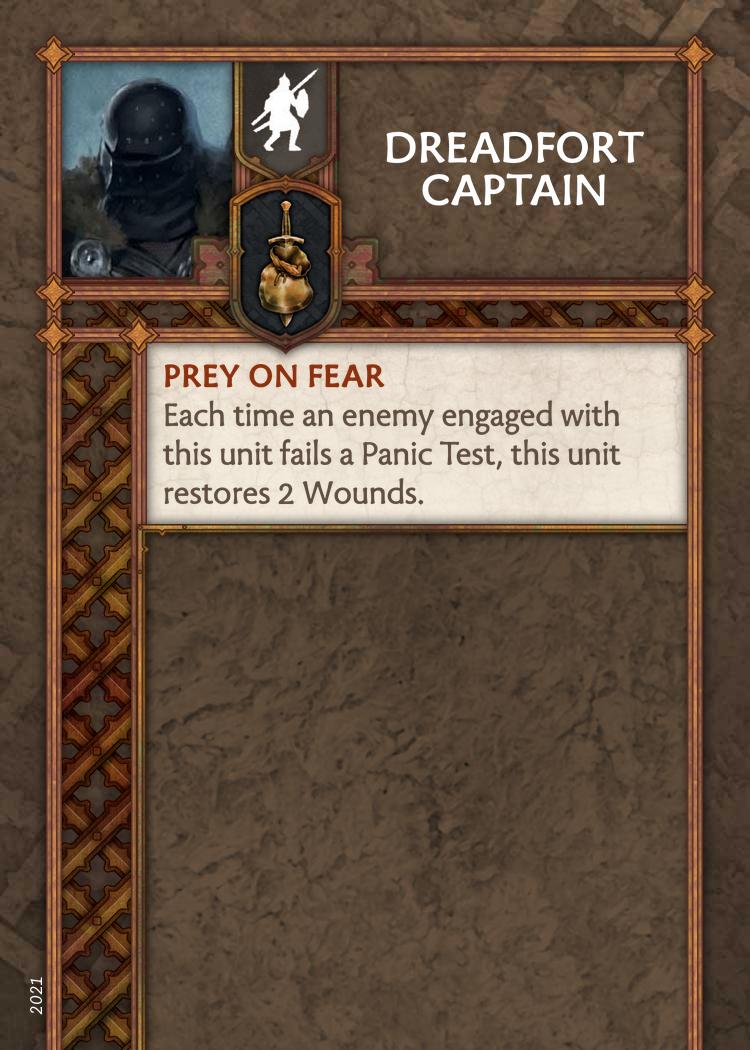 DREADFORT
CAPTAIN
PREY ON FEAR
Each time an enemy engaged with
this unit fails a Panic Test, this unit
restores 2 Wounds.
2021